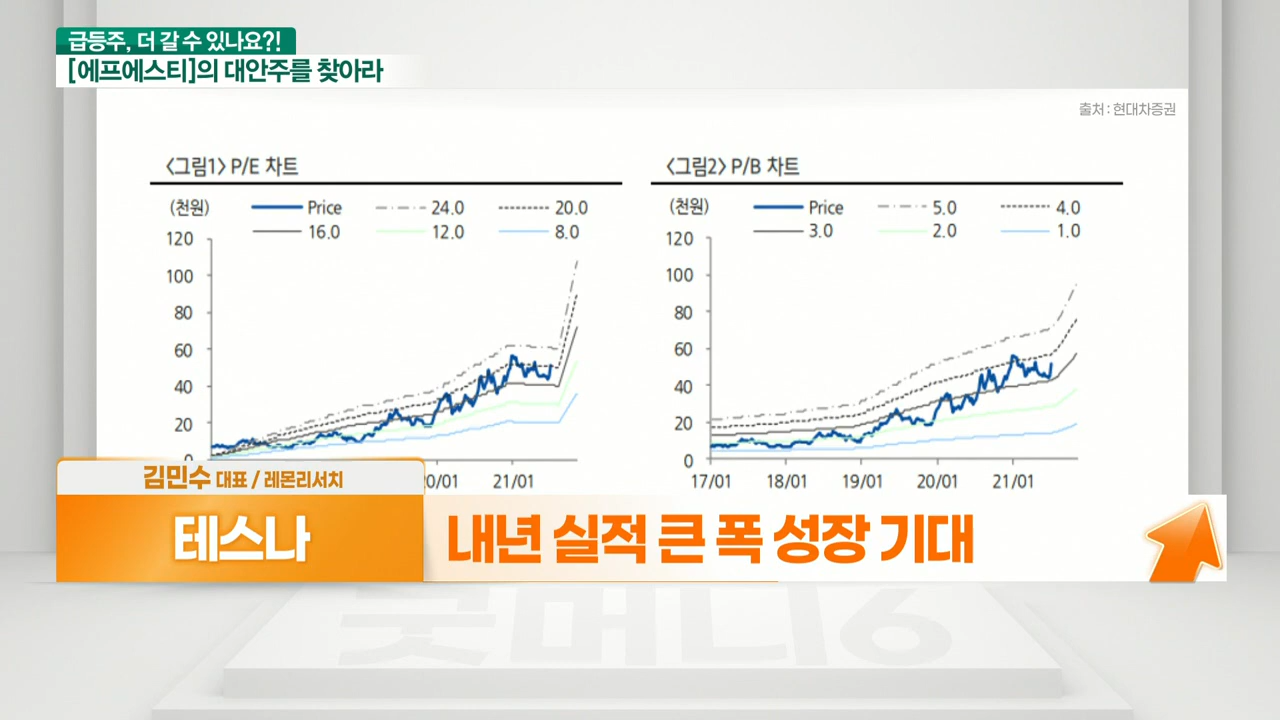 급등주, 더 갈 수 있나요?!
[에프에스티]의 대안주를 찾아라
출처 : 현대차증권
<그림1> P/E 차트
(천원)
Price
24.0
20.0
16.0
12.0
8.0
120
100
80
60
40
20
0
20/01
21/01
<그림2> P/B 차트
(천원)
Price
5.0
4.0
3.0
2.0
1.0
120
100
80
60
40
20
0
17/01
18/01
19/01
20/01
21/01
김민수 대표 / 레몬리서치
테스나
내년 실적 큰 폭 성장 기대
굿머니6